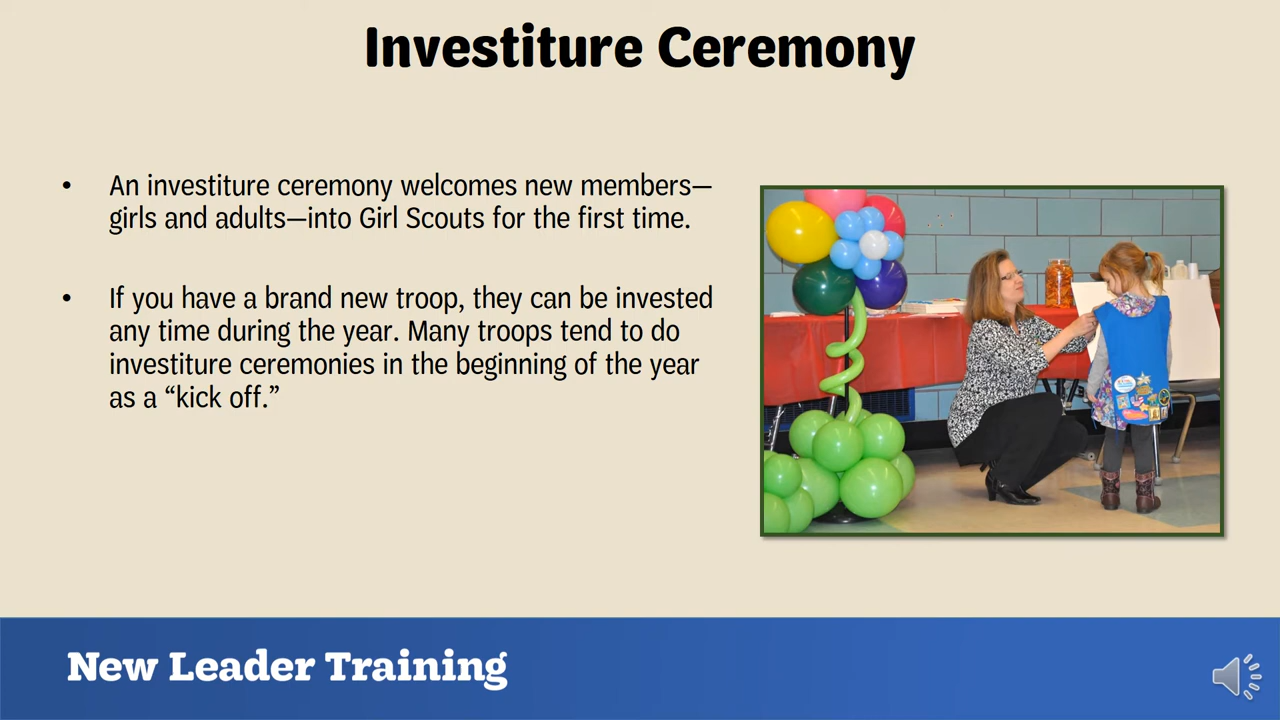 Investiture Ceremony
• An investiture ceremony welcomes new members—
girls and adults—into Girl Scouts for the first time.
• If you have a brand new troop, they can be invested
any time during the year. Many troops tend to do
investiture ceremonies in the beginning of the year
as a “kick off.”
New Leader Training